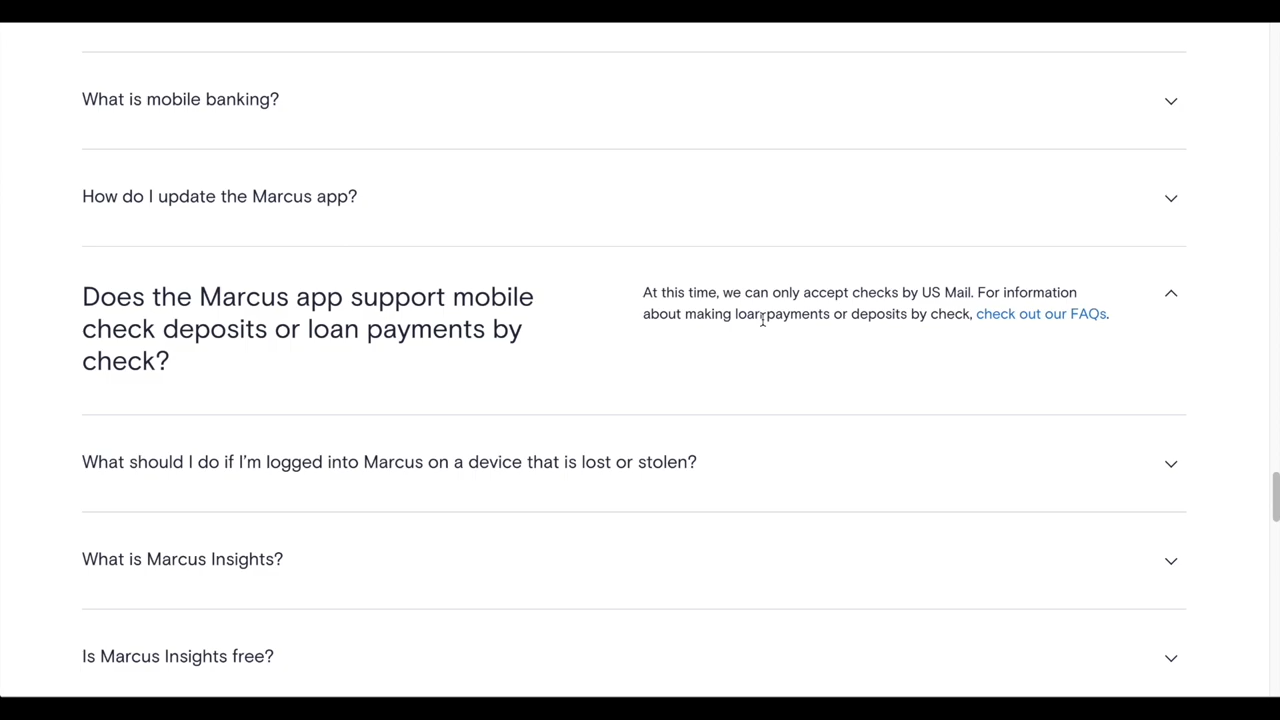 What is mobile banking?
How do I update the Marcus app?
Does the Marcus app support mobile
check deposits or loan payments by
check?
At this time, we can only accept checks by US Mail. For information
about making loan payments or deposits by check, check out our FAQs.
What should I do if I’m logged into Marcus on a device that is lost or stolen?
What is Marcus Insights?
Is Marcus Insights free?